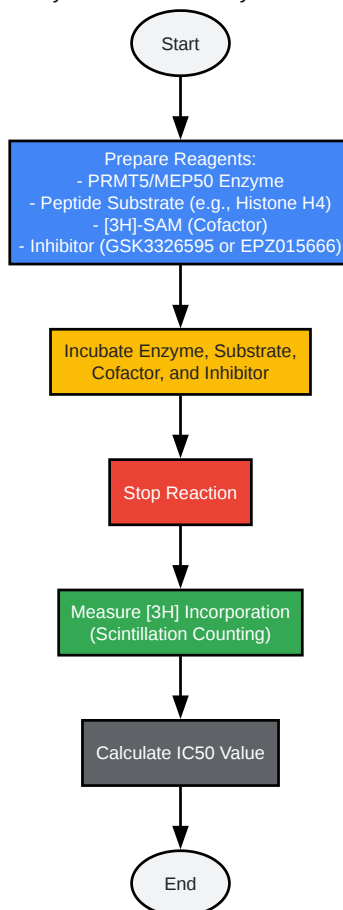 Start
Prepare Reagents:
- PRMT5/MEP50 Enzyme
- Peptide Substrate (e.g., Histone H4)
- [3H]-SAM (Cofactor)
- Inhibitor (GSK3326595 or EPZ015666)
Incubate Enzyme, Substrate,
Cofactor, and Inhibitor
Stop Reaction
Measure [3H] Incorporation
(Scintillation Counting)
Calculate IC50 Value
End